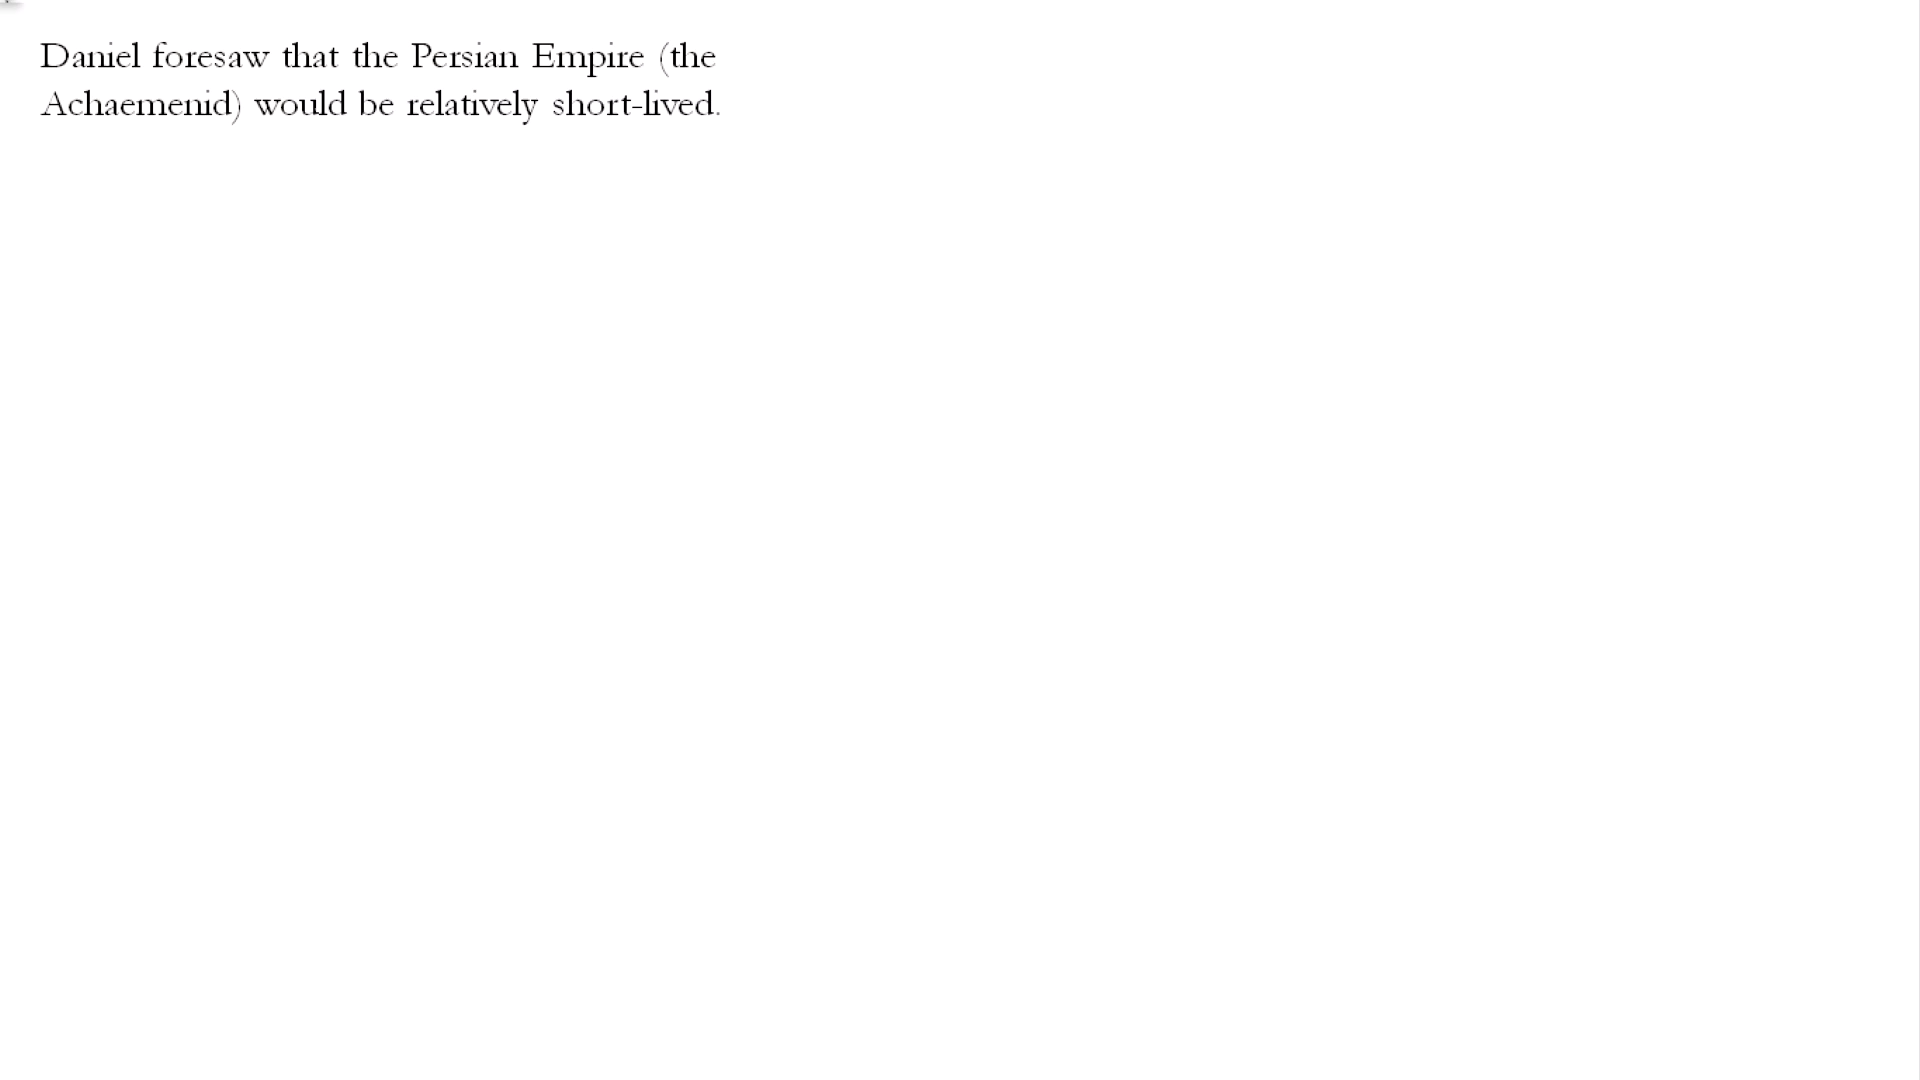 Daniel foresaw that the Persian Empire (the
Achaemenid) would be relatively short-lived.